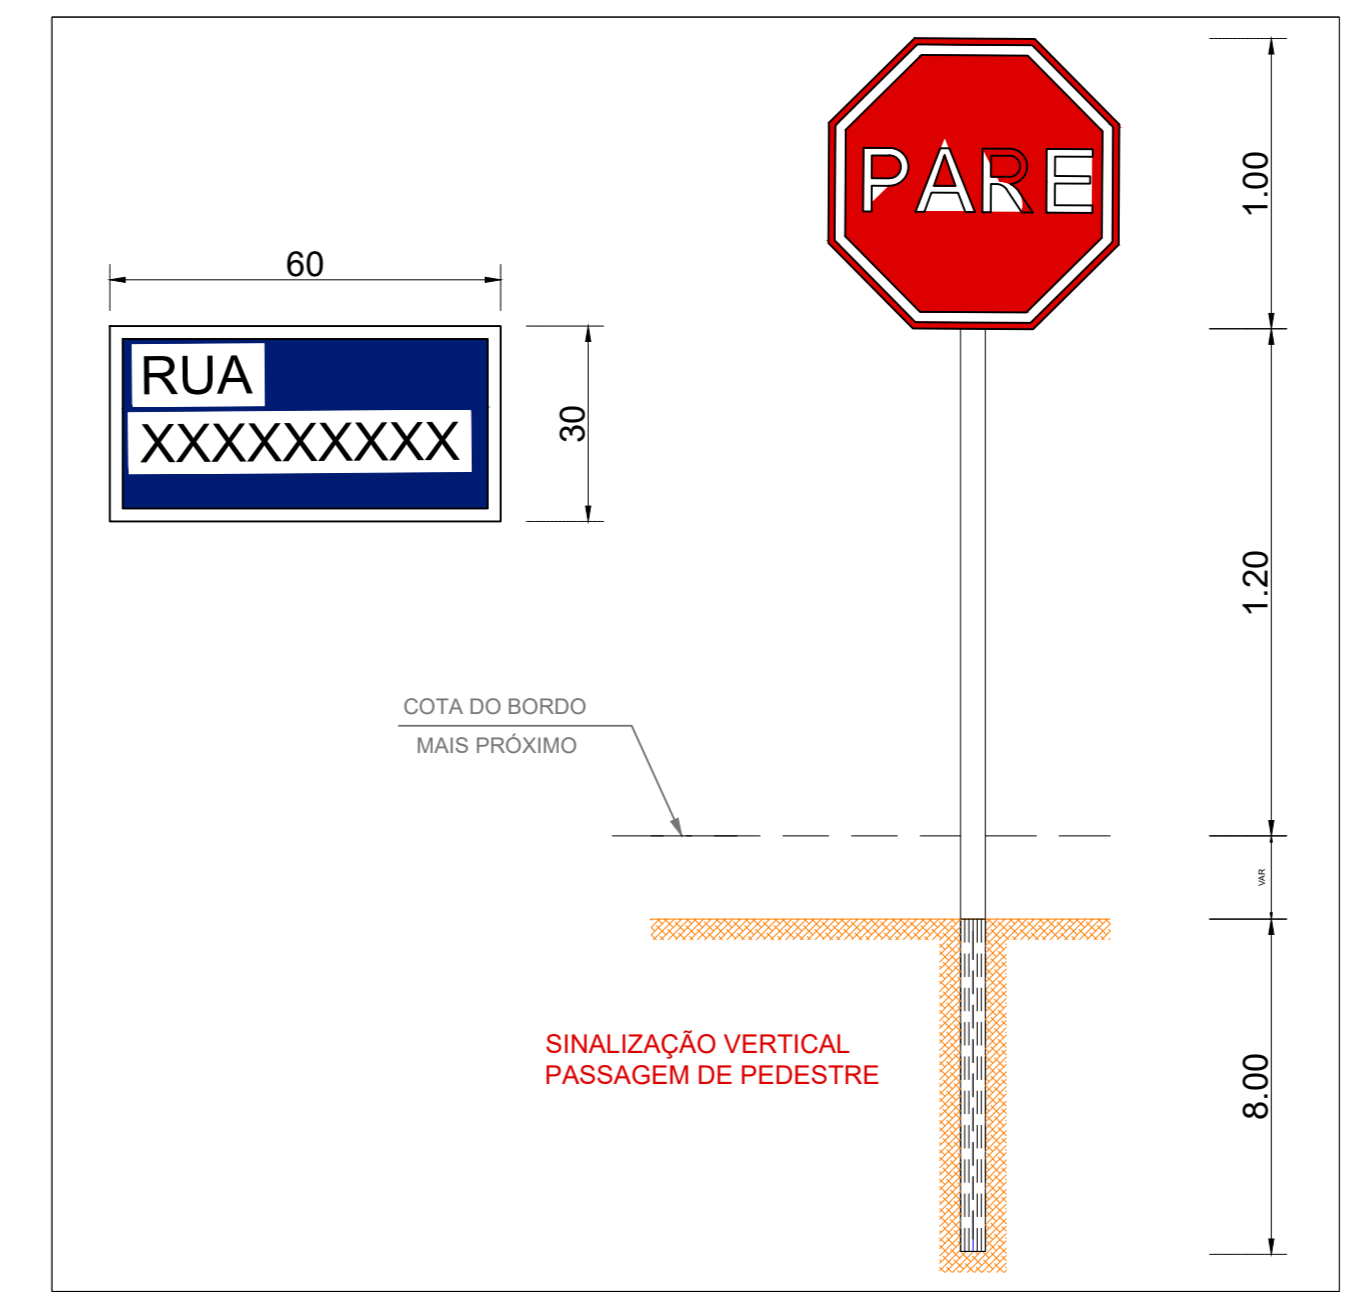 PARE
1.00
60
RUA
XXXXXXXXX
30
1.20
COTA DO BORDO
MAIS PRÓXIMO
VAR
SINALIZAÇÃO VERTICAL
PASSAGEM DE PEDESTRE
8.00